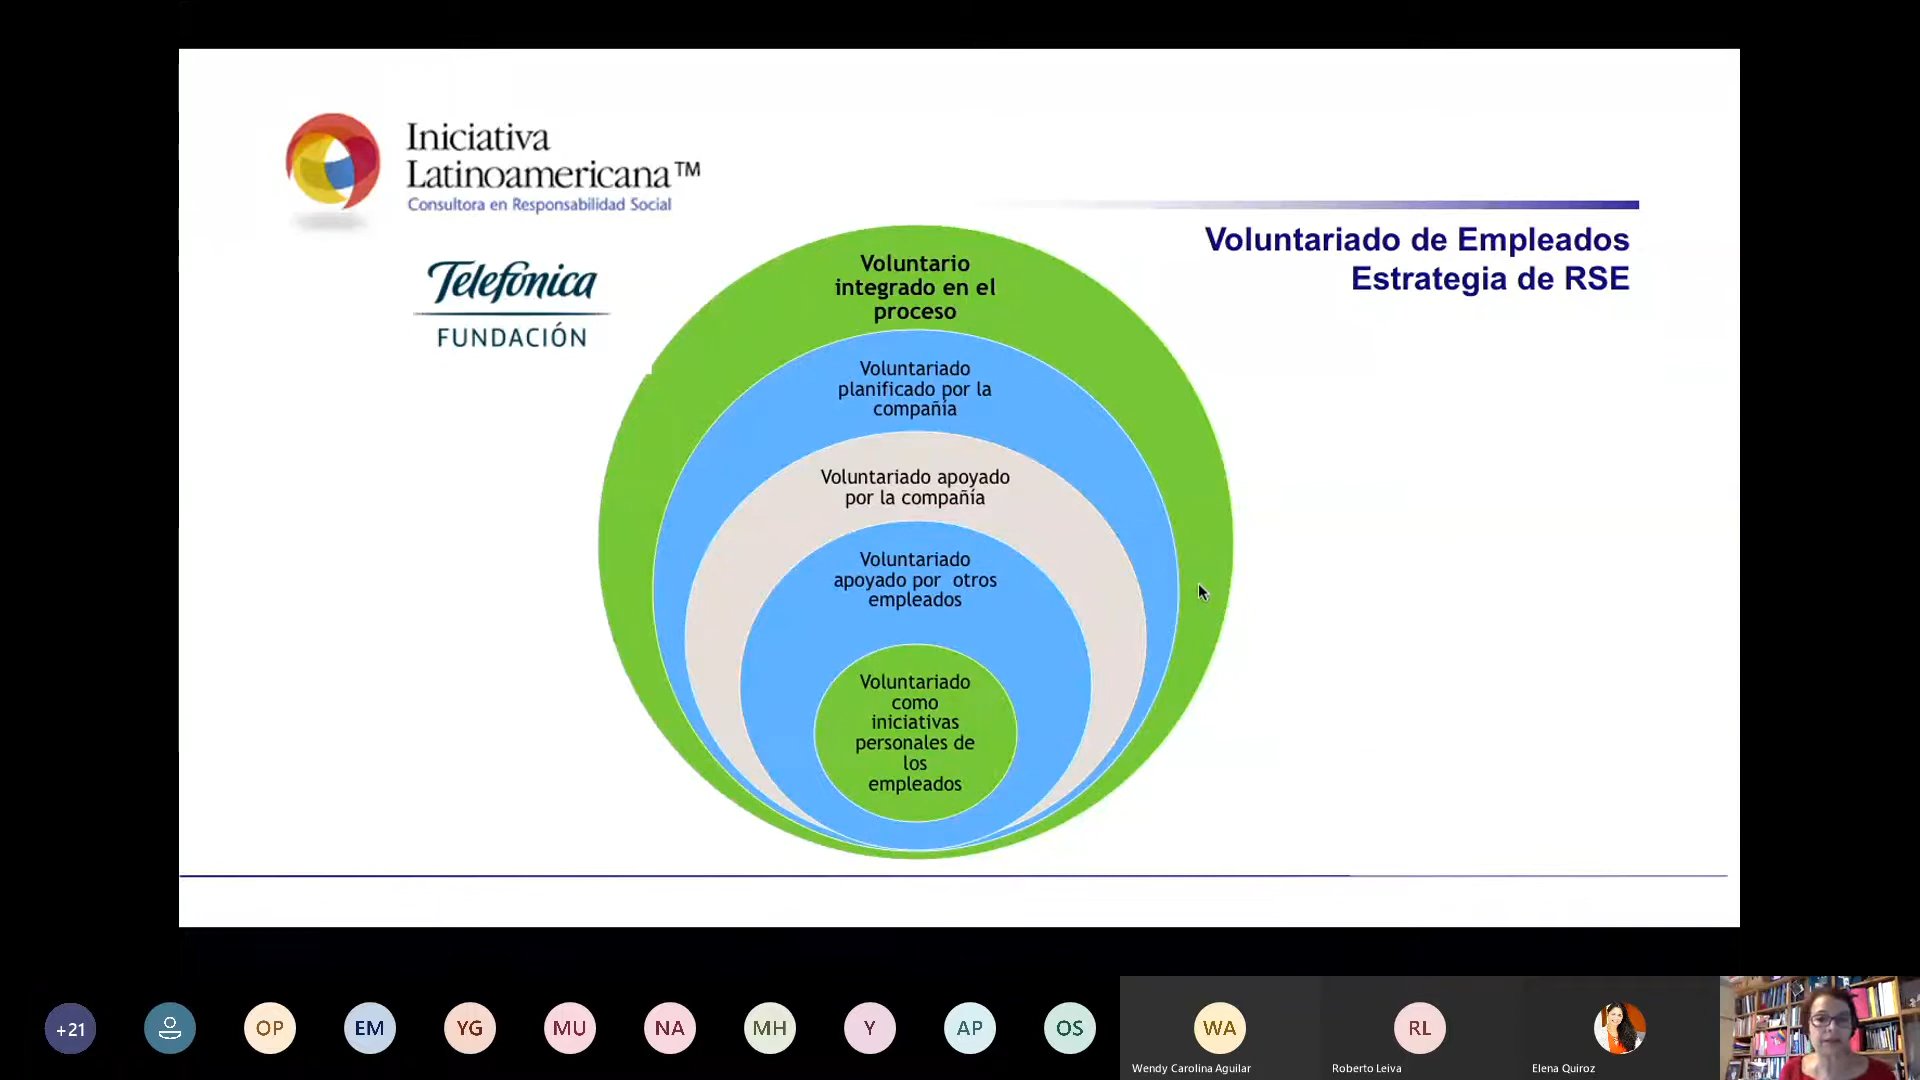 Iniciativa
Latinoamericana™
Consultora en Responsabilidad Social
Telefónica
FUNDACIÓN
Voluntariado de Empleados
Estrategia de RSE
Voluntario
integrado en el
proceso
Voluntariado
planificado por la
compañía
Voluntariado apoyado
por la compañía
Voluntariado
apoyado por otros
empleados
Voluntariado
como
iniciativas
personales de
los
empleados
+21
OP
EM
YG
MU
NA
MH
Y
AP
OS
WA
RL
Wendy Carolina Aguilar
Roberto Leiva
Elena Quiroz